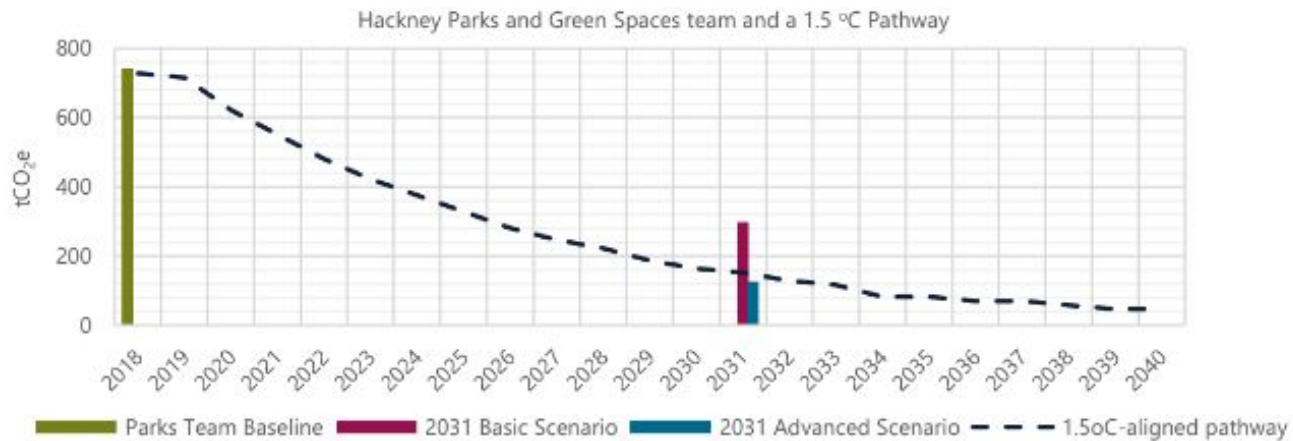 Hackney Parks and Green Spaces team and a 1.5 ºC Pathway
800
600
400
200
0
tCO₂e
2018 2019 2020 2021 2022 2023 2024 2025 2026 2027 2028 2029 2030 2031 2032 2033 2034 2035 2036 2037 2038 2039 2040
Parks Team Baseline 2031 Basic Scenario 2031 Advanced Scenario 1.5oC-aligned pathway